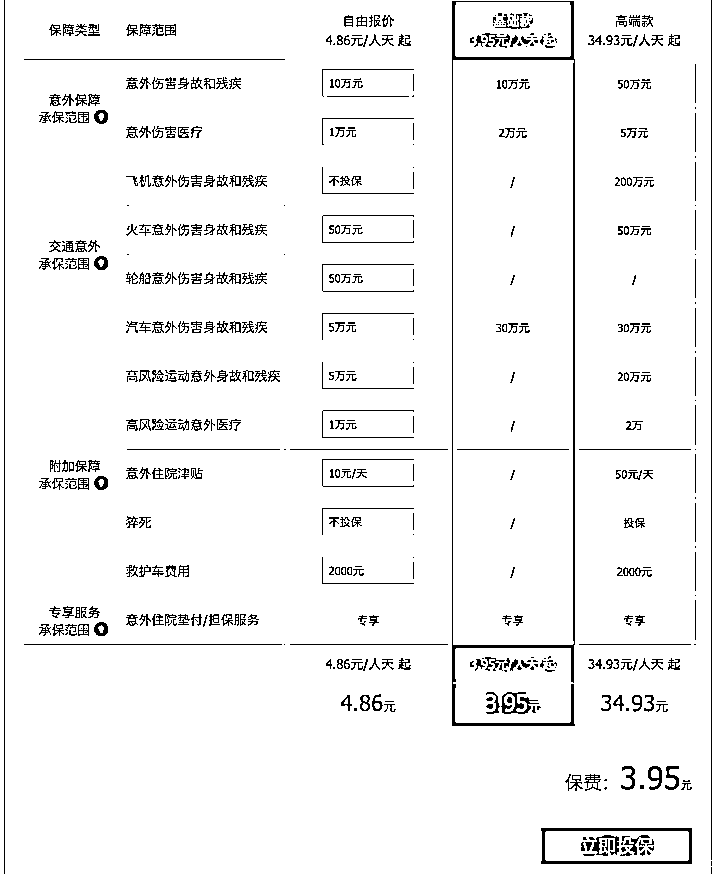 保障类型 保障范围 自由报价 基础款 高端款
4.86元/人天 起 3.95元/人天 起 34.93元/人天 起
意外保障
承保范围
意外伤害身故和残疾 10万元 10万元 50万元
意外伤害医疗 1万元 2万元 5万元
交通意外
承保范围
飞机意外伤害身故和残疾 不投保 / 200万元
火车意外伤害身故和残疾 50万元 / 50万元
轮船意外伤害身故和残疾 50万元 / /
汽车意外伤害身故和残疾 5万元 30万元 30万元
高风险运动意外身故和残疾 5万元 / 20万元
高风险运动意外医疗 1万元 / 2万
附加保障
承保范围
意外住院津贴 10元/天 / 50元/天
猝死 不投保 / 投保
救护车费用 2000元 / 2000元
专享服务
承保范围
意外住院垫付/担保服务 专享 专享 专享
4.86元/人天 起 3.95元/人天 起 34.93元/人天 起
4.86元 3.95元 34.93元
保费：3.95元
立即投保